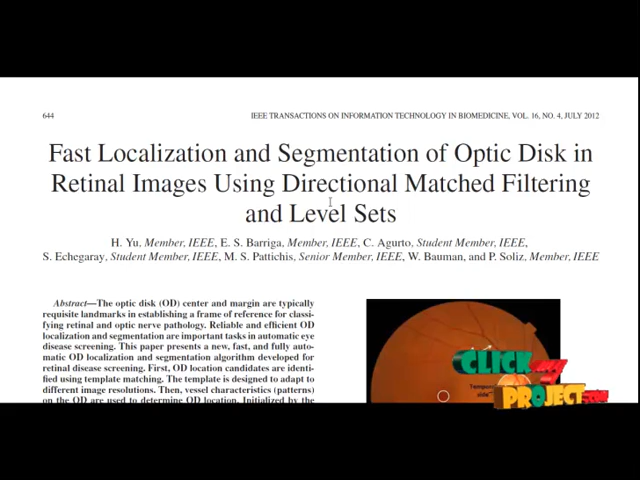 644
IEEE TRANSACTIONS ON INFORMATION TECHNOLOGY IN BIOMEDICINE, VOL. 16, NO. 4, JULY 2012
Fast Localization and Segmentation of Optic Disk in
Retinal Images Using Directional Matched Filtering
and Level Sets
H. Yu, Member, IEEE, E. S. Barriga, Member, IEEE, C. Agurto, Student Member, IEEE,
S. Echegaray, Student Member, IEEE, M. S. Pattichis, Senior Member, IEEE, W. Bauman, and P. Soliz, Member, IEEE
Abstract—The optic disk (OD) center and margin are typically
requisite landmarks in establishing a frame of reference for classi-
fying retinal and optic nerve pathology. Reliable and efficient OD
localization and segmentation are important tasks in automatic eye
disease screening. This paper presents a new, fast, and fully auto-
matic OD localization and segmentation algorithm developed for
retinal disease screening. First, OD location candidates are identi-
fied using template matching. The template is designed to adapt to
different image resolutions. Then, vessel characteristics (patterns)
on the OD are used to determine OD location. Initialized by the
CLICK
MY
PROJECT.COM